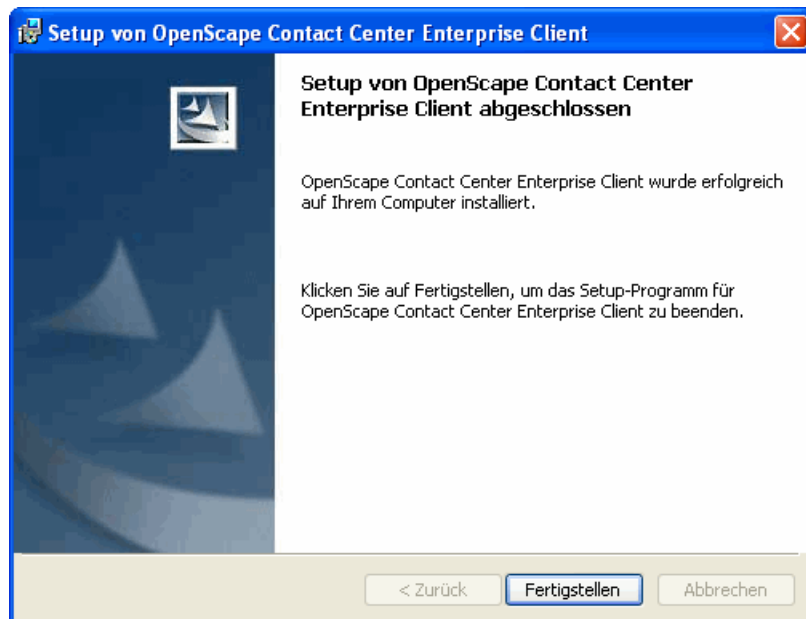 Setup von OpenScape Contact Center Enterprise Client
Setup von OpenScape Contact Center
Enterprise Client abgeschlossen
OpenScape Contact Center Enterprise Client wurde erfolgreich
auf Ihrem Computer installiert.
Klicken Sie auf Fertigstellen, um das Setup-Programm für
OpenScape Contact Center Enterprise Client zu beenden.
< Zurück Fertigstellen Abbrechen